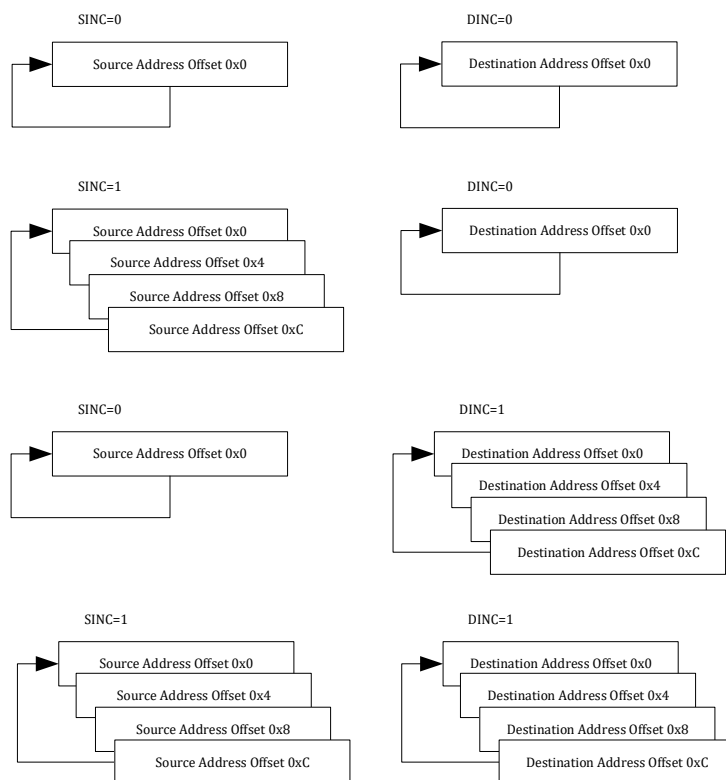 SINC=0
DINC=0
Source Address Offset 0x0
Destination Address Offset 0x0
SINC=1
DINC=0
Source Address Offset 0x0
Source Address Offset 0x4
Source Address Offset 0x8
Source Address Offset 0xC
Destination Address Offset 0x0
SINC=0
DINC=1
Source Address Offset 0x0
Destination Address Offset 0x0
Destination Address Offset 0x4
Destination Address Offset 0x8
Destination Address Offset 0xC
SINC=1
DINC=1
Source Address Offset 0x0
Source Address Offset 0x4
Source Address Offset 0x8
Source Address Offset 0xC
Destination Address Offset 0x0
Destination Address Offset 0x4
Destination Address Offset 0x8
Destination Address Offset 0xC